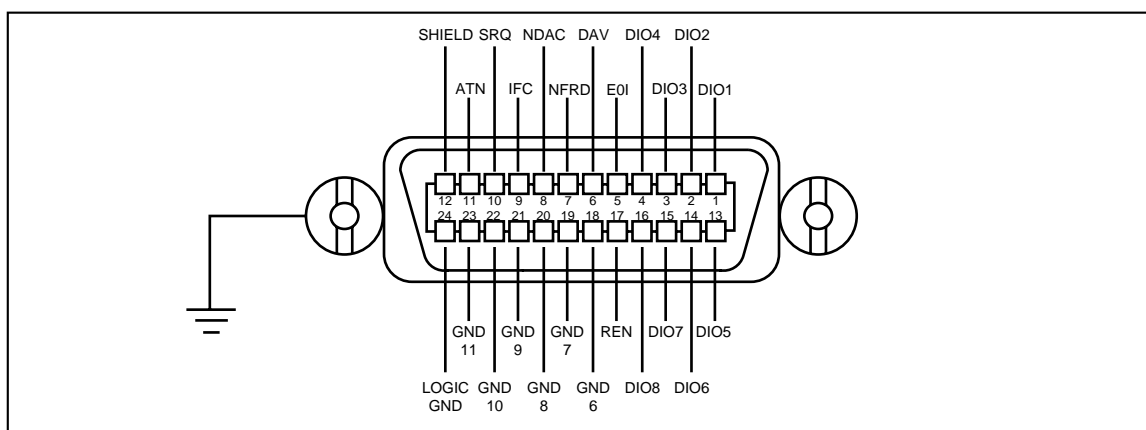 SHIELD SRQ NDAC DAV DIO4 DIO2
ATN IFC NFRD E0I DIO3 DIO1
12 11 10 9 8 7 6 5 4 3 2 1
24 23 22 21 20 19 18 17 16 15 14 13
GND GND GND REN DIO7 DIO5
11 9 7
LOGIC GND GND GND DIO8 DIO6
GND 10 8 6